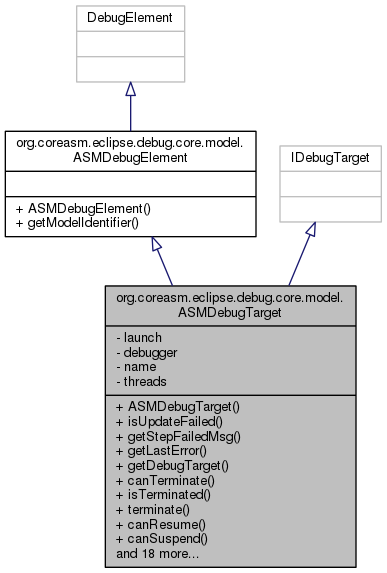 DebugElement
org.coreasm.eclipse.debug.core.model.
ASMDebugElement
+ ASMDebugElement()
+ getModelIdentifier()
IDebugTarget
org.coreasm.eclipse.debug.core.model.
ASMDebugTarget
- launch
- debugger
- name
- threads
+ ASMDebugTarget()
+ isUpdateFailed()
+ getStepFailedMsg()
+ getLastError()
+ getDebugTarget()
+ canTerminate()
+ isTerminated()
+ terminate()
+ canResume()
+ canSuspend()
and 18 more...